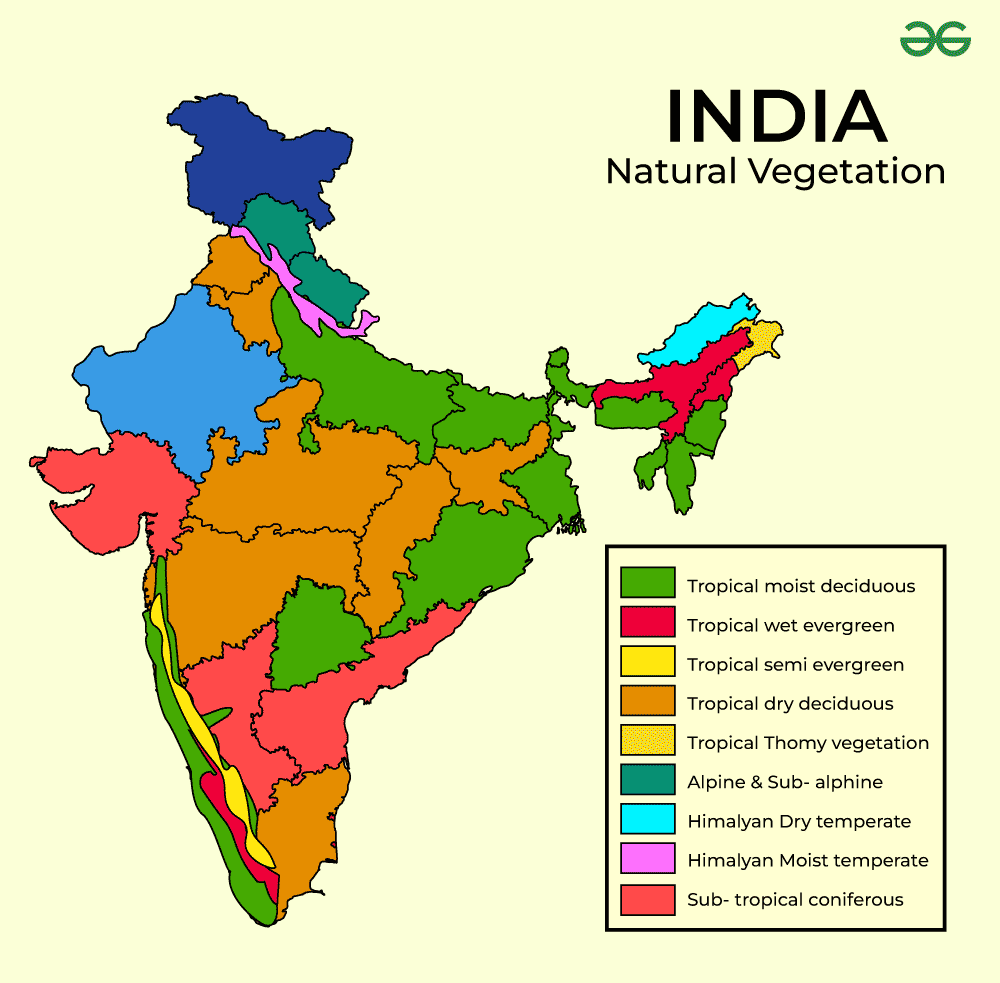 INDIA
Natural Vegetation
Tropical moist deciduous
Tropical wet evergreen
Tropical semi evergreen
Tropical dry deciduous
Tropical Thomy vegetation
Alpine & Sub- alphine
Himalyan Dry temperate
Himalyan Moist temperate
Sub- tropical coniferous